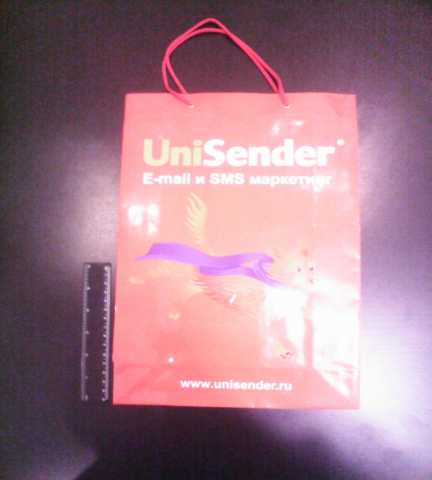 UniSender®
E-mail и SMS маркетинг
www.unisender.ru